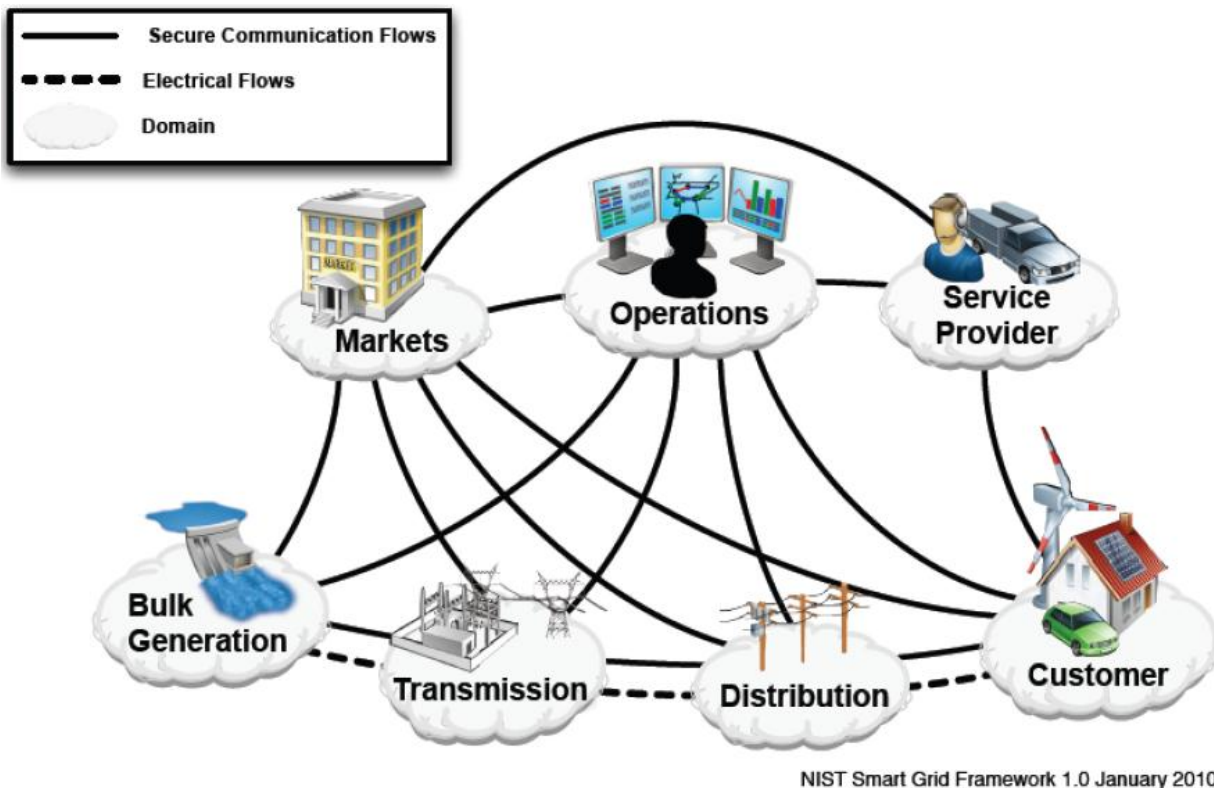 Secure Communication Flows
Electrical Flows
Domain
MARKET
Markets
Operations
Service
Provider
Bulk
Generation
Transmission
Distribution
Customer
NIST Smart Grid Framework 1.0 January 2010